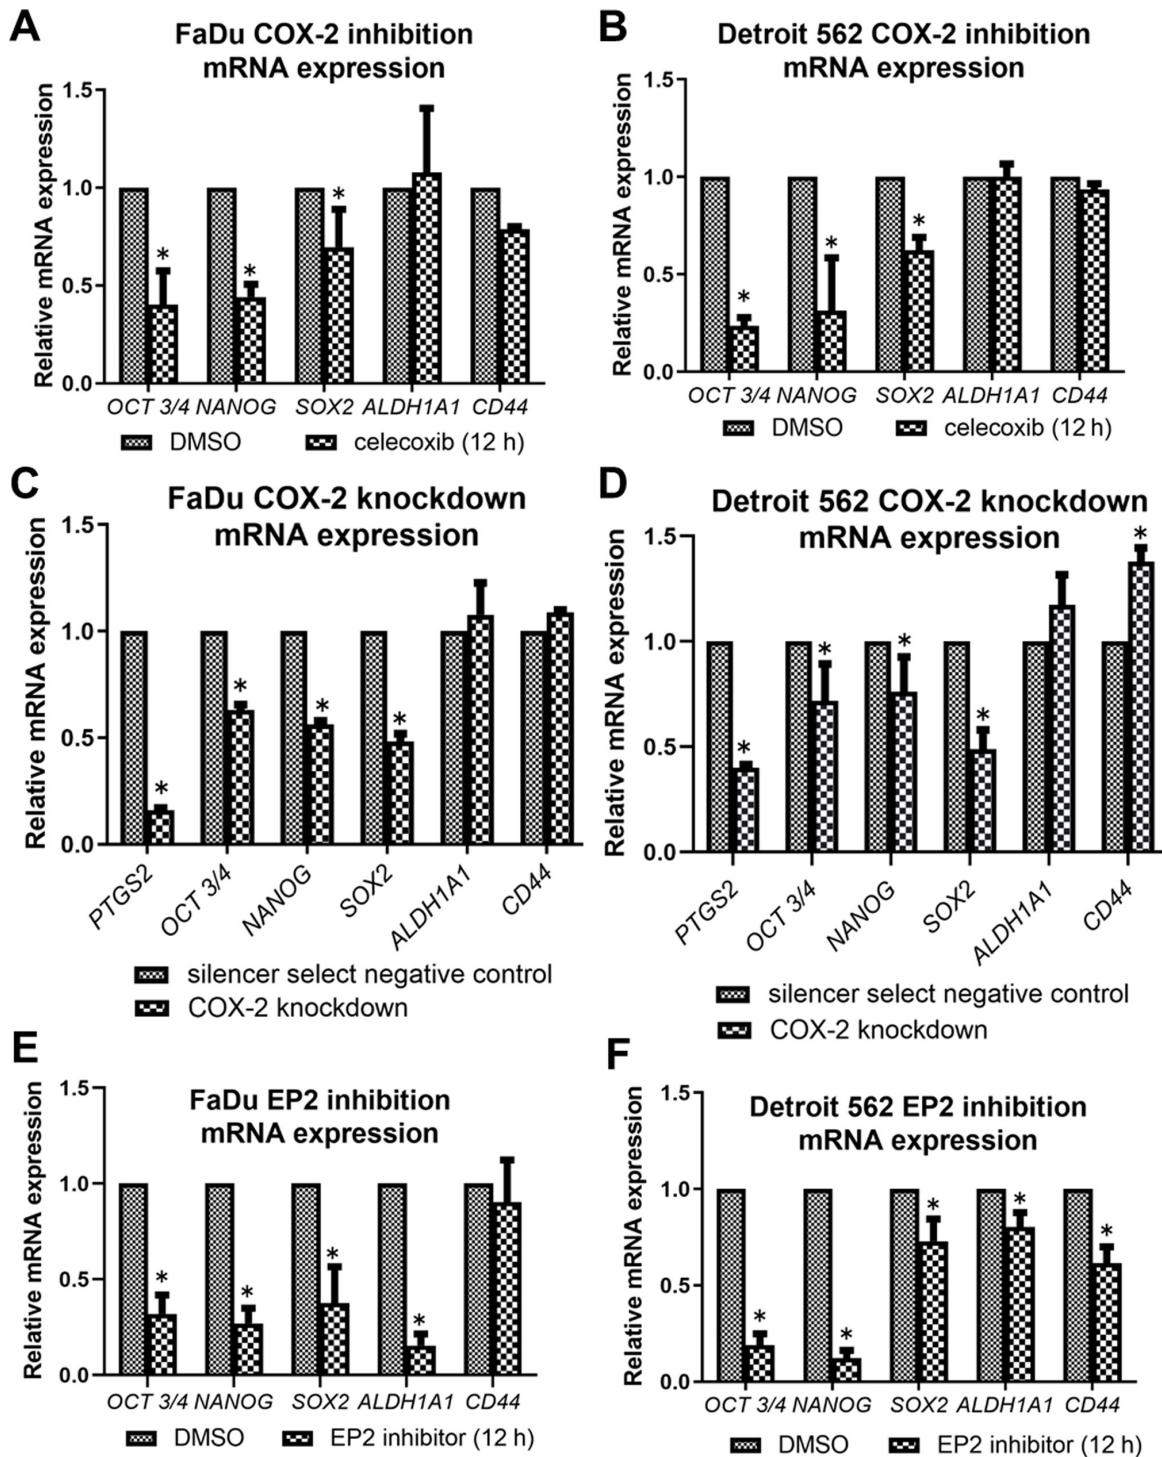 A
FaDu COX-2 inhibition
mRNA expression
Relative mRNA expression
1.5
1.0
0.5
0.0
*
*
*
OCT 3/4 NANOG SOX2 ALDH1A1 CD44
DMSO celecoxib (12 h)
B
Detroit 562 COX-2 inhibition
mRNA expression
Relative mRNA expression
1.5
1.0
0.5
0.0
*
*
*
OCT 3/4 NANOG SOX2 ALDH1A1 CD44
DMSO celecoxib (12 h)
C
FaDu COX-2 knockdown
mRNA expression
Relative mRNA expression
1.5
1.0
0.5
0.0
*
*
*
*
PTGS2
OCT 3/4
NANOG
SOX2
ALDH1A1
CD44
silencer select negative control
COX-2 knockdown
D
Detroit 562 COX-2 knockdown
mRNA expression
Relative mRNA expression
1.5
1.0
0.5
0.0
*
*
*
*
*
PTGS2
OCT 3/4
NANOG
SOX2
ALDH1A1
CD44
silencer select negative control
COX-2 knockdown
E
FaDu EP2 inhibition
mRNA expression
Relative mRNA expression
1.5
1.0
0.5
0.0
*
*
*
*
OCT 3/4 NANOG SOX2 ALDH1A1 CD44
DMSO EP2 inhibitor (12 h)
F
Detroit 562 EP2 inhibition
mRNA expression
Relative mRNA expression
1.5
1.0
0.5
0.0
*
*
*
*
*
OCT 3/4 NANOG SOX2 ALDH1A1 CD44
DMSO EP2 inhibitor (12 h)